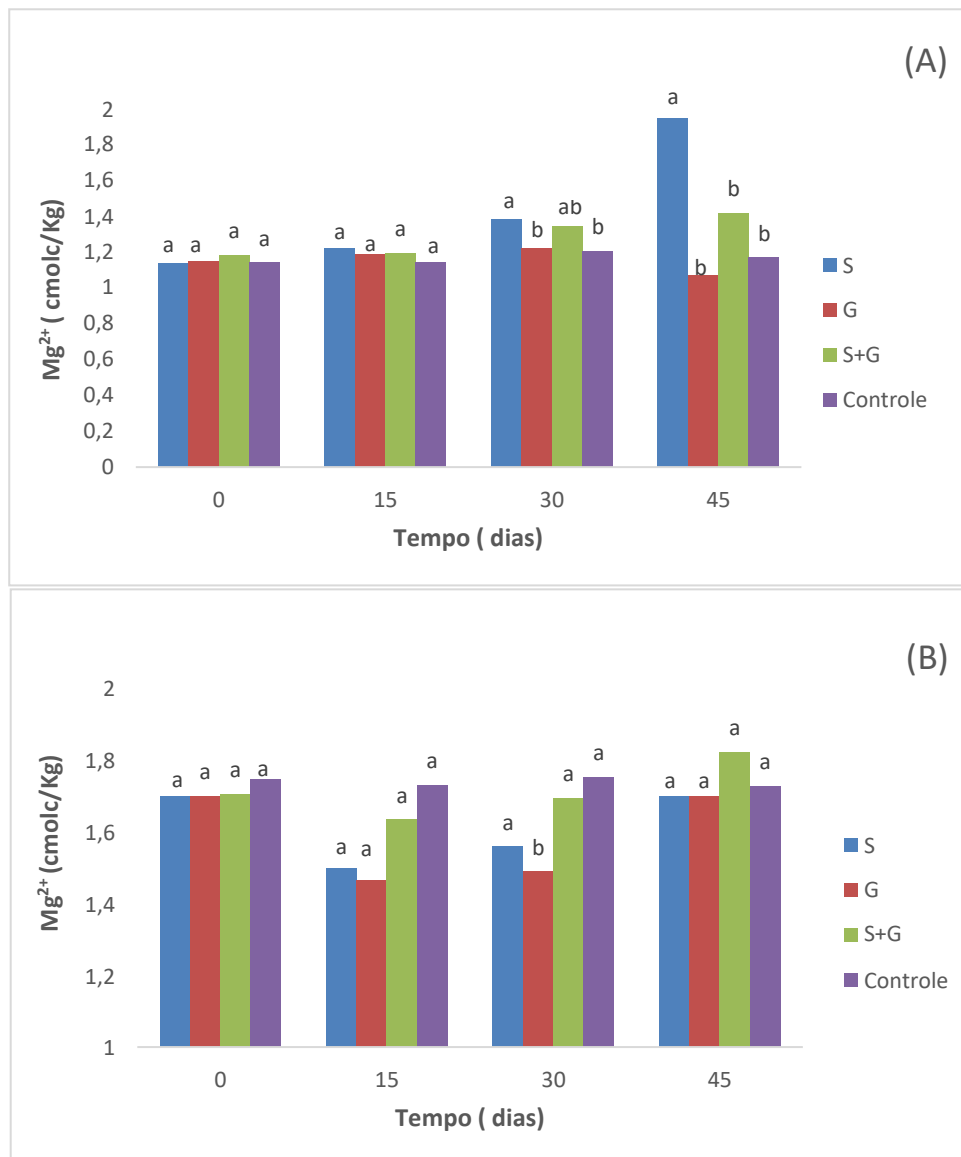 (A)
Mg²⁺ ( cmolc/Kg)
2
1,8
1,6
1,4
1,2
1
0,8
0,6
0,4
0,2
0
a a a a
a a a a
a b ab b
a b b b
0 15 30 45
Tempo ( dias)
S
G
S+G
Controle
(B)
Mg²⁺ (cmolc/Kg)
2
1,8
1,6
1,4
1,2
1
a a a a
a a a a
a b a a
a a a a
0 15 30 45
Tempo ( dias)
S
G
S+G
Controle